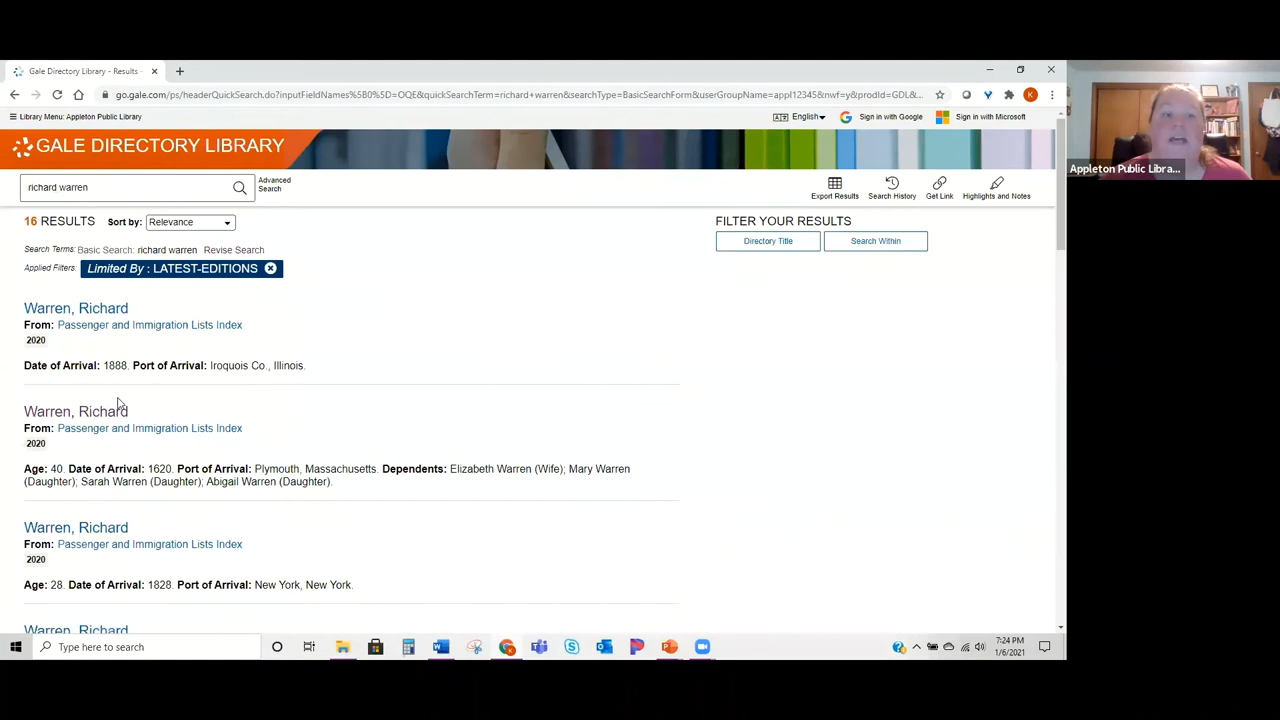 Gale Directory Library - Results -
go.gale.com/ps/headerQuickSearch.do?inputFieldNames%5B0%5D=OQE&quickSearchTerm=richard+warren&searchType=BasicSearchForm&userGroupName=appl12345&nwf=y&prodId=GDL&...
K
Library Menu: Appleton Public Library
English
Sign in with Google
Sign in with Microsoft
GALE DIRECTORY LIBRARY
Appleton Public Libra...
richard warren
Advanced
Search
Export Results
Search History
Get Link
Highlights and Notes
16 RESULTS
Sort by: Relevance
FILTER YOUR RESULTS
Directory Title
Search Within
Search Terms: Basic Search: richard warren Revise Search
Applied Filters: Limited By : LATEST-EDITIONS
Warren, Richard
From: Passenger and Immigration Lists Index
2020
Date of Arrival: 1888. Port of Arrival: Iroquois Co., Illinois.
Warren, Richard
From: Passenger and Immigration Lists Index
2020
Age: 40. Date of Arrival: 1620. Port of Arrival: Plymouth, Massachusetts. Dependents: Elizabeth Warren (Wife); Mary Warren
(Daughter); Sarah Warren (Daughter); Abigail Warren (Daughter).
Warren, Richard
From: Passenger and Immigration Lists Index
2020
Age: 28. Date of Arrival: 1828. Port of Arrival: New York, New York.
Warren, Richard
Type here to search
7:24 PM
1/6/2021